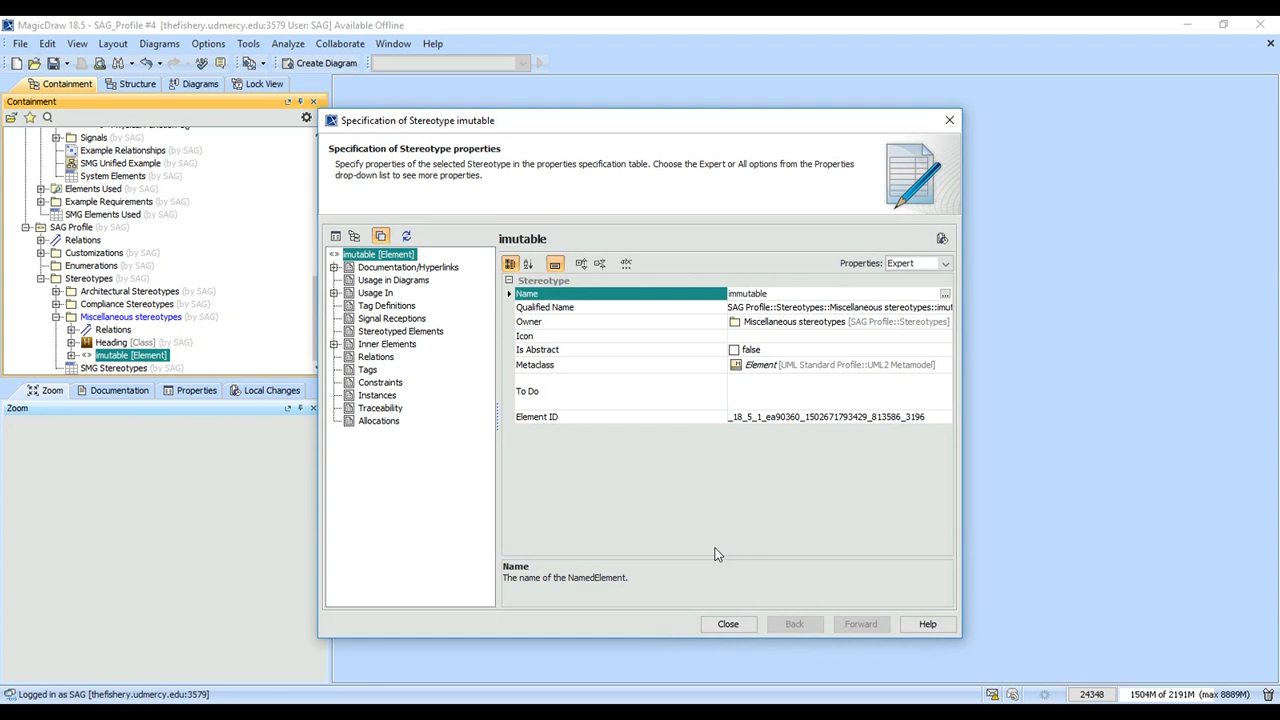 MagicDraw 18.5 - SAG_Profile #4 [thefishery.udmercy.edu:3579 User: SAG] Available Offline
File Edit View Layout Diagrams Options Tools Analyze Collaborate Window Help
Create Diagram
Containment Structure Diagrams Lock View
Containment
Signals (by SAG)
Example Relationships (by SAG)
SMG Unified Example (by SAG)
System Elements (by SAG)
Elements Used (by SAG)
Example Requirements (by SAG)
SMG Elements Used (by SAG)
SAG Profile (by SAG)
Relations
Customizations (by SAG)
Enumerations (by SAG)
Stereotypes (by SAG)
Architectural Stereotypes (by SAG)
Compliance Stereotypes (by SAG)
Miscellaneous stereotypes (by SAG)
Relations
Heading [Class] (by SAG)
imutable [Element]
SMG Stereotypes (by SAG)
Zoom Documentation Properties Local Changes
Zoom
Specification of Stereotype imutable
Specification of Stereotype properties
Specify properties of the selected Stereotype in the properties specification table. Choose the Expert or All options from the Properties
drop-down list to see more properties.
imutable [Element]
Documentation/Hyperlinks
Usage in Diagrams
Usage In
Tag Definitions
Signal Receptions
Stereotyped Elements
Inner Elements
Relations
Tags
Constraints
Instances
Traceability
Allocations
imutable
Properties: Expert
Stereotype
Name immutable ...
Qualified Name SAG Profile::Stereotypes::Miscellaneous stereotypes::imut
Owner Miscellaneous stereotypes [SAG Profile::Stereotypes]
Icon
Is Abstract false
Metaclass Element [UML Standard Profile::UML2 Metamodel]
To Do
Element ID _18_5_1_ea90360_1502671793429_813586_3196
Name
The name of the NamedElement.
Close Back Forward Help
Logged in as SAG [thefishery.udmercy.edu:3579]
24348 1504M of 2191M (max 8889M)